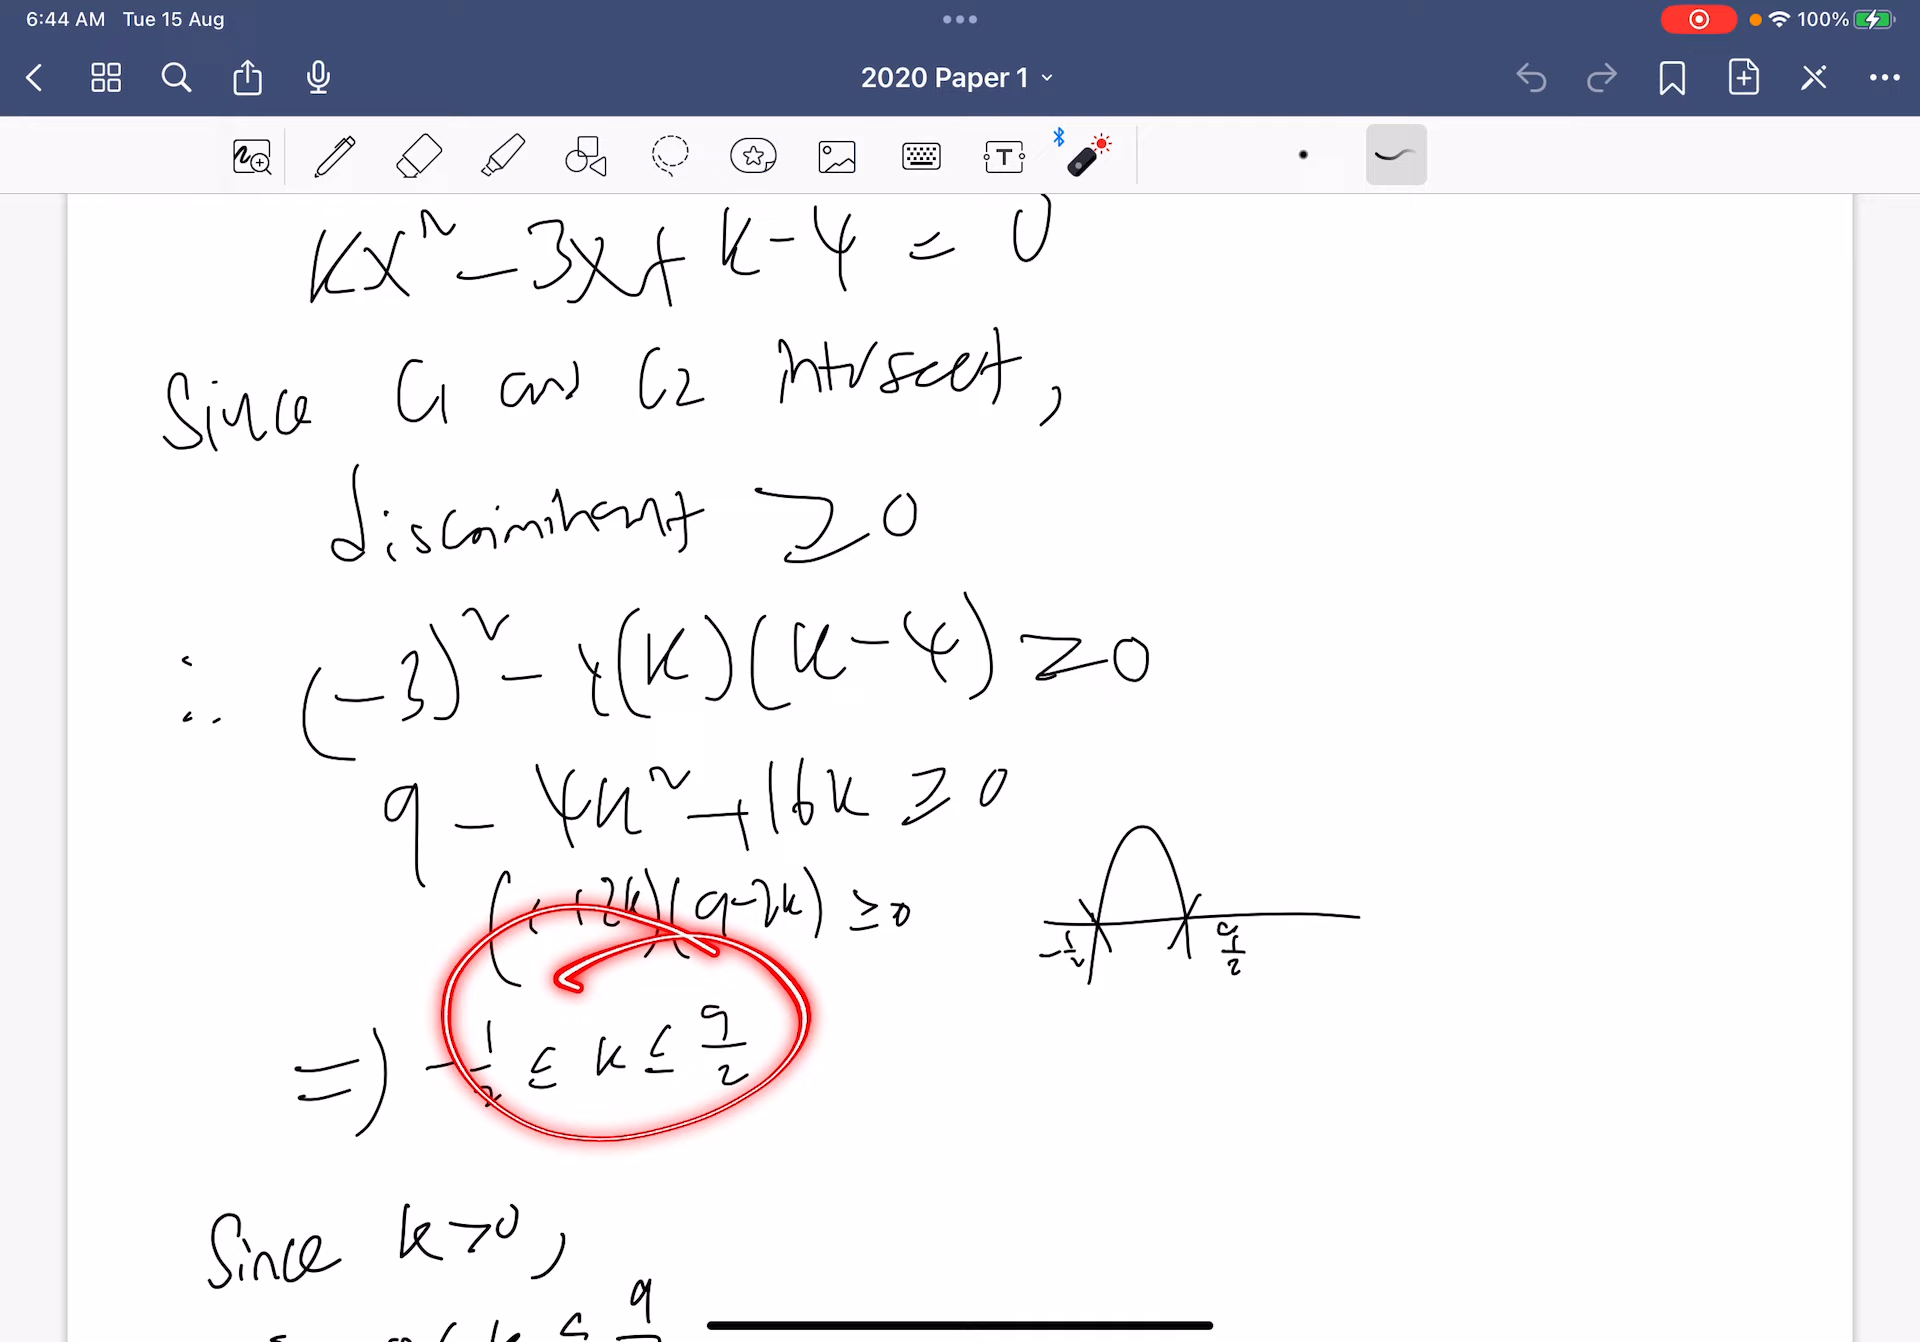 6:44 AM Tue 15 Aug
100%
2020 Paper 1
T
kx² - 3x + k - 4 = 0
Since C1 and C2 intersect,
discriminant ≥ 0
∴ (-3)² - 4(k)(k-4) ≥ 0
9 - 4k² + 16k ≥ 0
(1+2k)(9-2k) ≥ 0
-1/2 9/2
=) -1/2 ≤ k ≤ 9/2
Since k > 0,
k ≤ 9